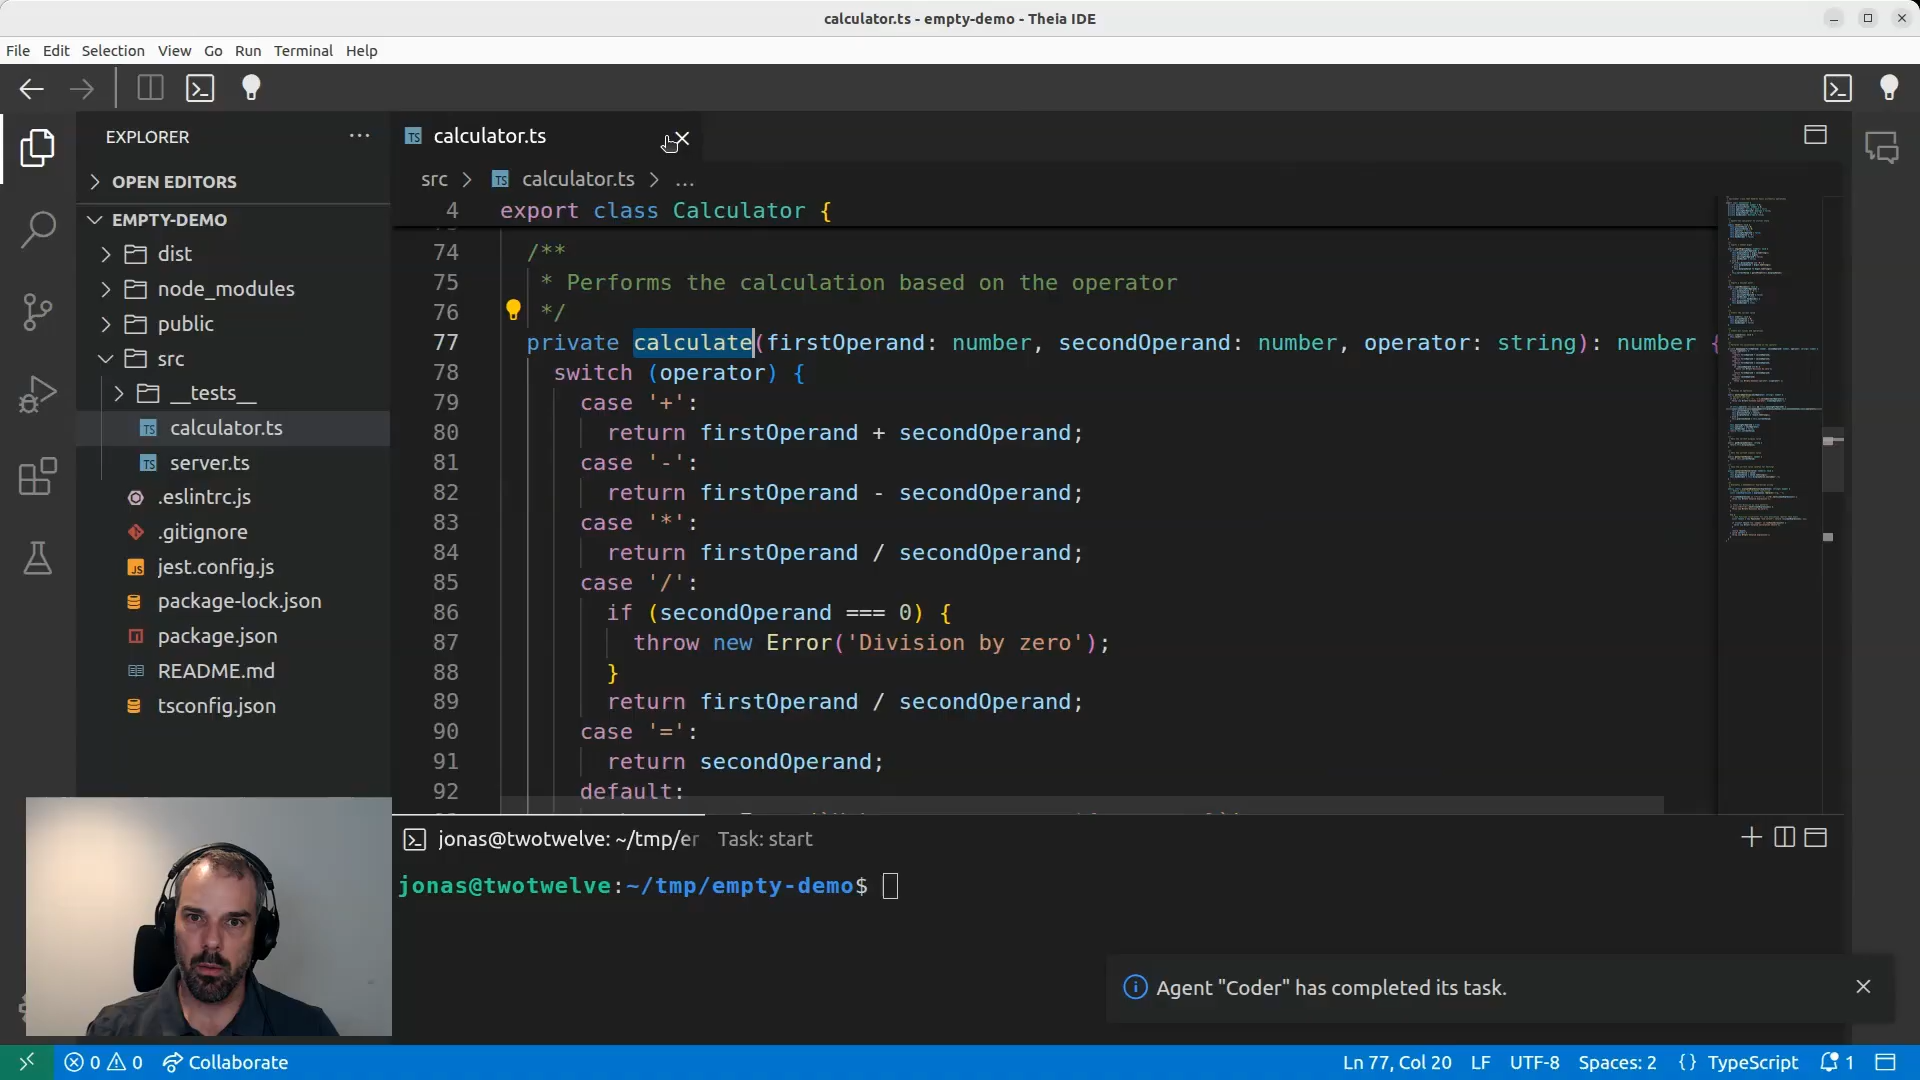 calculator.ts - empty-demo - Theia IDE
File Edit Selection View Go Run Terminal Help
EXPLORER
OPEN EDITORS
EMPTY-DEMO
dist
node_modules
public
src
__tests__
TS calculator.ts
TS server.ts
.eslintrc.js
.gitignore
JS jest.config.js
package-lock.json
package.json
README.md
tsconfig.json
TS calculator.ts
src > TS calculator.ts > ...
4 export class Calculator {
74 /**
75 * Performs the calculation based on the operator
76 */
77 private calculate(firstOperand: number, secondOperand: number, operator: string): number {
78 switch (operator) {
79 case '+':
80 return firstOperand + secondOperand;
81 case '-':
82 return firstOperand - secondOperand;
83 case '*':
84 return firstOperand / secondOperand;
85 case '/':
86 if (secondOperand === 0) {
87 throw new Error('Division by zero');
88 }
89 return firstOperand / secondOperand;
90 case '=':
91 return secondOperand;
92 default:
jonas@twotwelve: ~/tmp/er Task: start
jonas@twotwelve:~/tmp/empty-demo$
Agent "Coder" has completed its task.
0 0 Collaborate Ln 77, Col 20 LF UTF-8 Spaces: 2 {} TypeScript 1